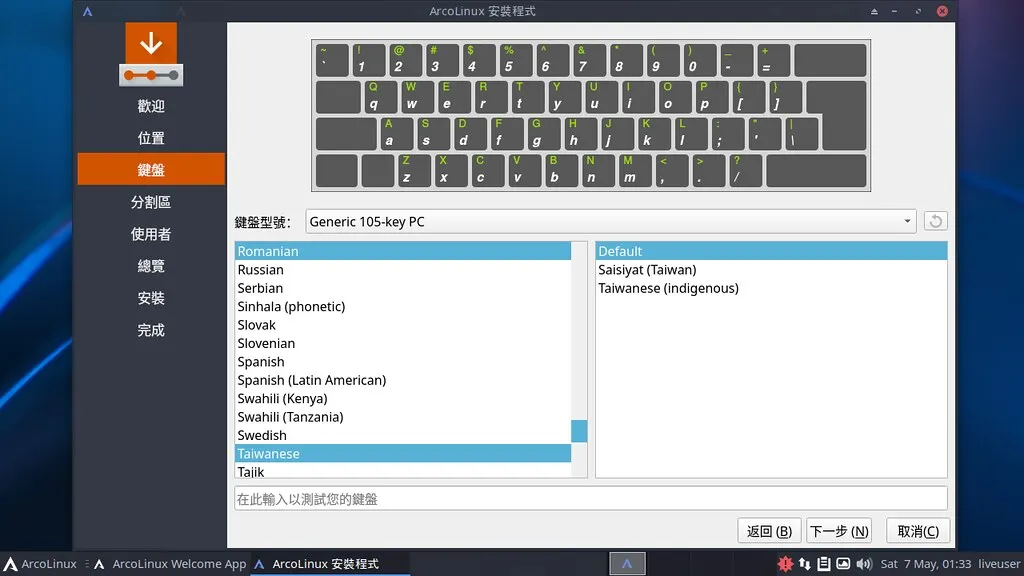 ArcoLinux 安裝程式
歡迎
位置
鍵盤
分割區
使用者
總覽
安裝
完成
~ ! @ # $ % ^ & * ( ) _ +
` 1 2 3 4 5 6 7 8 9 0 - =
Q W E R T Y U I O P { }
q w e r t y u i o p [ ]
A S D F G H J K L : " |
a s d f g h j k l ; ' \
Z X C V B N M < > ?
z x c v b n m , . /
鍵盤型號：
Generic 105-key PC
Romanian
Russian
Serbian
Sinhala (phonetic)
Slovak
Slovenian
Spanish
Spanish (Latin American)
Swahili (Kenya)
Swahili (Tanzania)
Swedish
Taiwanese
Tajik
Default
Saisiyat (Taiwan)
Taiwanese (indigenous)
在此輸入以測試您的鍵盤
返回 (B)
下一步 (N)
取消(C)
ArcoLinux
ArcoLinux Welcome App
ArcoLinux 安裝程式
Sat 7 May, 01:33 liveuser